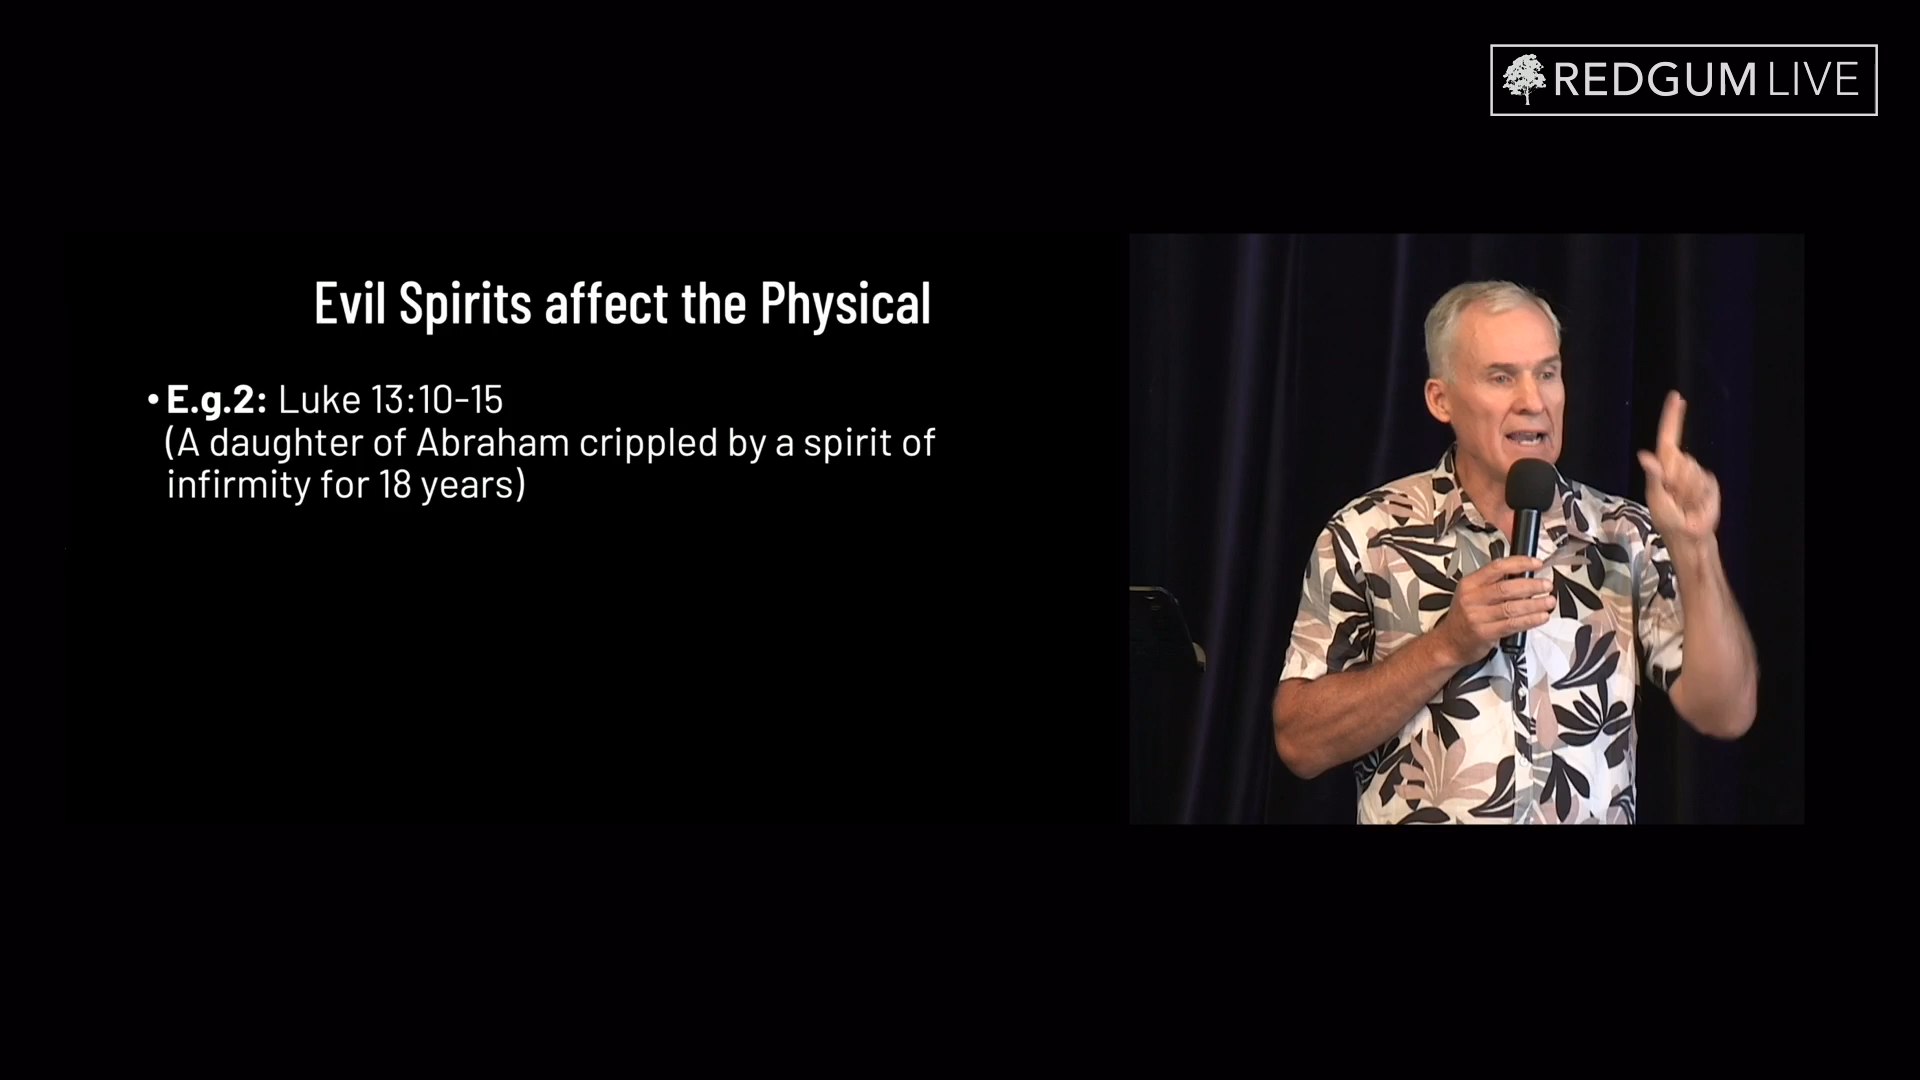 REDGUM LIVE
Evil Spirits affect the Physical
• E.g.2: Luke 13:10-15
(A daughter of Abraham crippled by a spirit of
infirmity for 18 years)